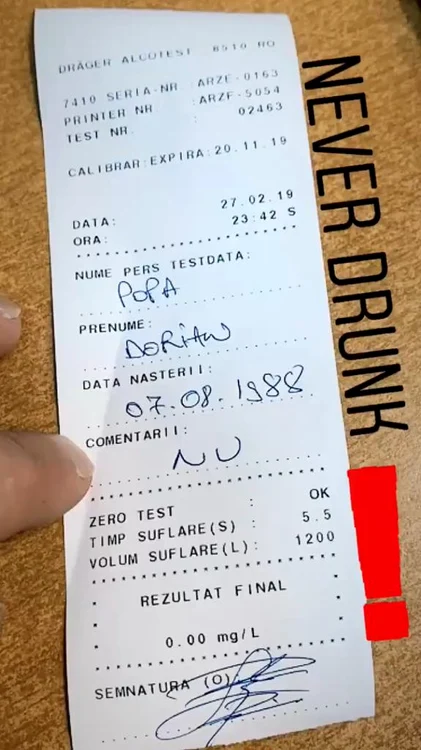 DRÄGER ALCOTEST 6510 RO
7410 SERIA-NR :ARZE-0163
PRINTER NR :ARZF-5054
TEST NR. : 02463
CALIBRAR:EXPIRA:20.11.19
DATA: 27.02.19
ORA: 23:42 S
NUME PERS TESTDATA:
POPA
PRENUME:
DORIAN
DATA NASTERII:
07.08.1988
COMENTARII:
NU
ZERO TEST : OK
TIMP SUFLARE(S) : 5.5
VOLUM SUFLARE(L): 1200
REZULTAT FINAL
0.00 mg/L
SEMNATURA (O):
NEVER DRUNK!